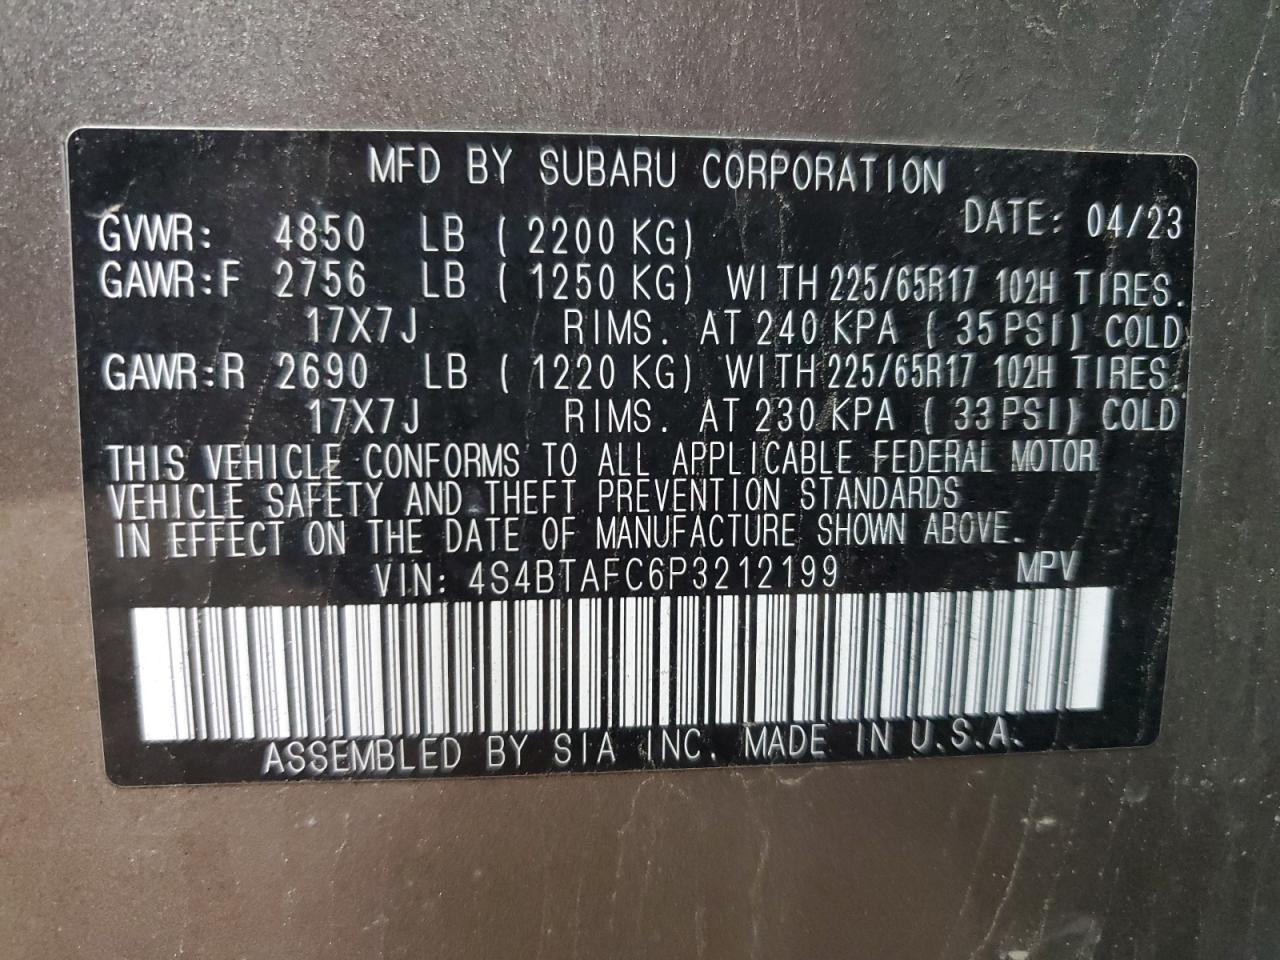 MFD BY SUBARU CORPORATION
DATE: 04/23
GVWR: 4850 LB ( 2200 KG)
GAWR:F 2756 LB ( 1250 KG) WITH 225/65R17 102H TIRES.
17X7J RIMS. AT 240 KPA ( 35 PSI) COLD
GAWR:R 2690 LB ( 1220 KG) WITH 225/65R17 102H TIRES.
17X7J RIMS. AT 230 KPA ( 33 PSI) COLD
THIS VEHICLE CONFORMS TO ALL APPLICABLE FEDERAL MOTOR
VEHICLE SAFETY AND THEFT PREVENTION STANDARDS
IN EFFECT ON THE DATE OF MANUFACTURE SHOWN ABOVE.
VIN: 4S4BTAFC6P3212199 MPV
ASSEMBLED BY SIA INC. MADE IN U.S.A.